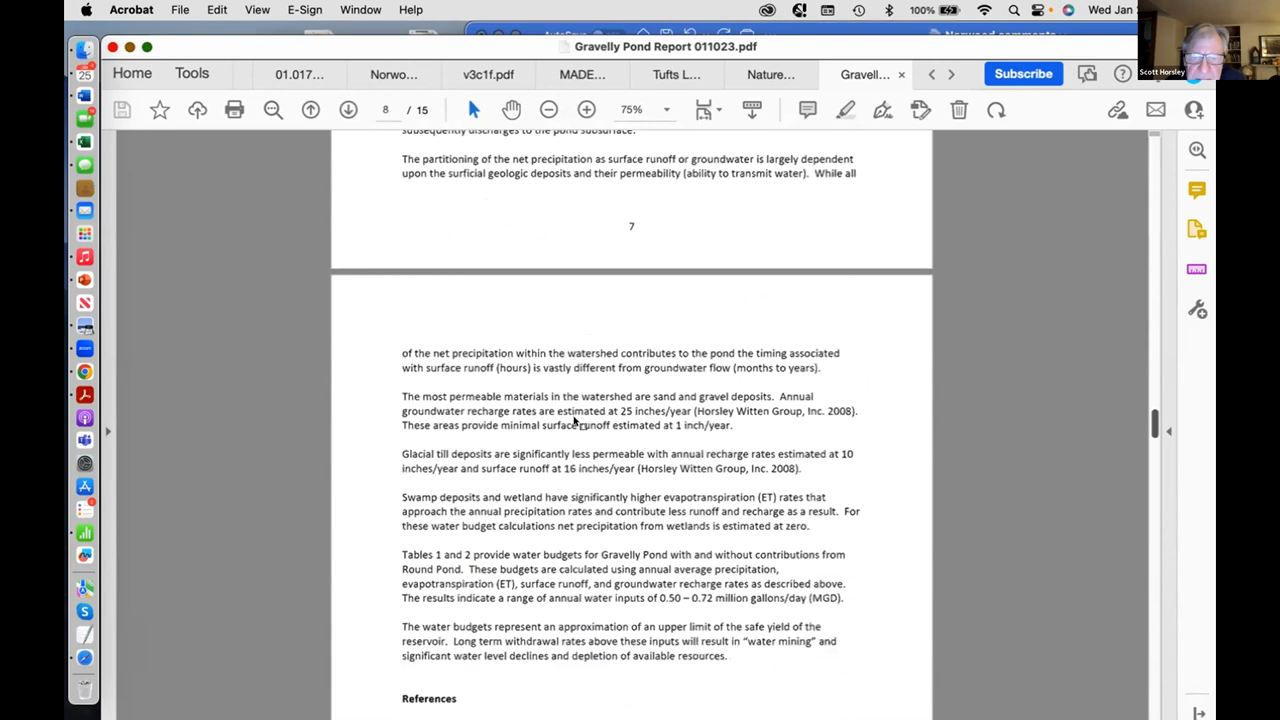 Acrobat File Edit View E-Sign Window Help 100% Wed Jan
Gravelly Pond Report 011023.pdf
Scott Horsley
Home Tools 01.017... Norwo... v3c1f.pdf MADE... Tufts L... Nature... Gravell... Subscribe
8 / 15 75%
subsequently discharges to the pond subsurface.
The partitioning of the net precipitation as surface runoff or groundwater is largely dependent
upon the surficial geologic deposits and their permeability (ability to transmit water). While all
7
of the net precipitation within the watershed contributes to the pond the timing associated
with surface runoff (hours) is vastly different from groundwater flow (months to years).
The most permeable materials in the watershed are sand and gravel deposits. Annual
groundwater recharge rates are estimated at 25 inches/year (Horsley Witten Group, Inc. 2008).
These areas provide minimal surface runoff estimated at 1 inch/year.
Glacial till deposits are significantly less permeable with annual recharge rates estimated at 10
inches/year and surface runoff at 16 inches/year (Horsley Witten Group, Inc. 2008).
Swamp deposits and wetland have significantly higher evapotranspiration (ET) rates that
approach the annual precipitation rates and contribute less runoff and recharge as a result. For
these water budget calculations net precipitation from wetlands is estimated at zero.
Tables 1 and 2 provide water budgets for Gravelly Pond with and without contributions from
Round Pond. These budgets are calculated using annual average precipitation,
evapotranspiration (ET), surface runoff, and groundwater recharge rates as described above.
The results indicate a range of annual water inputs of 0.50 – 0.72 million gallons/day (MGD).
The water budgets represent an approximation of an upper limit of the safe yield of the
reservoir. Long term withdrawal rates above these inputs will result in “water mining” and
significant water level declines and depletion of available resources.
References